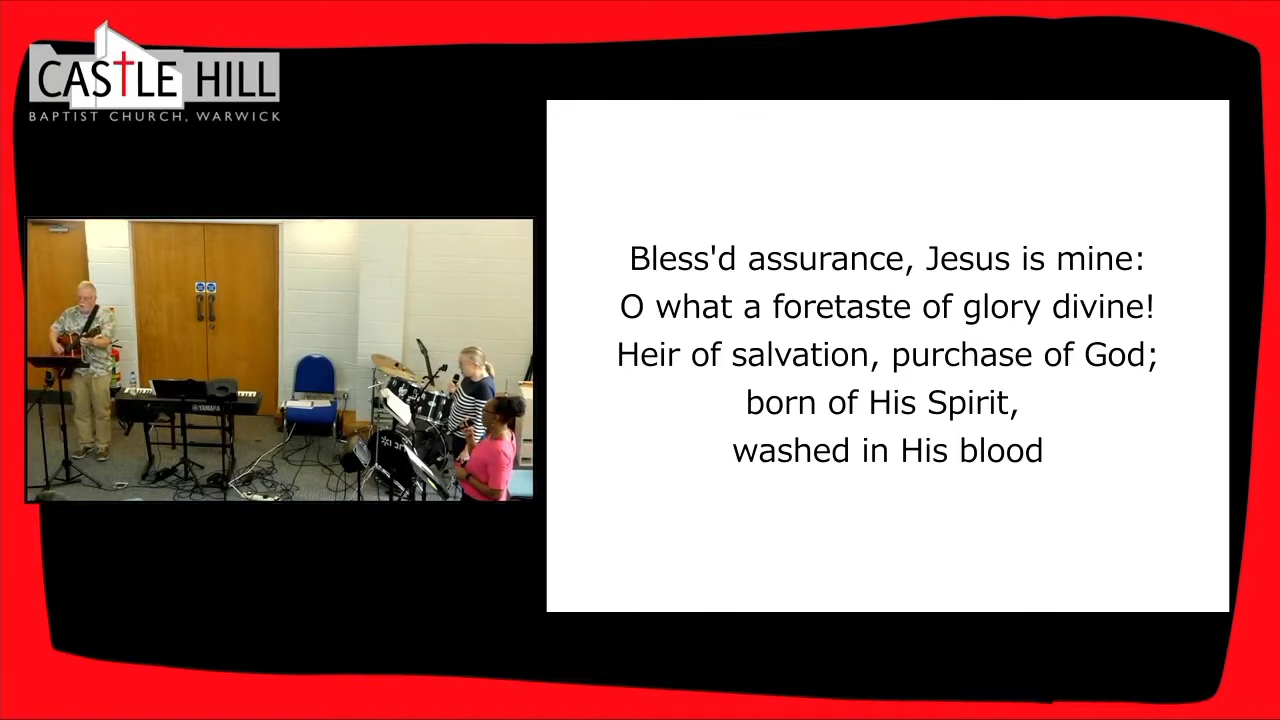 CASTLE HILL
BAPTIST CHURCH, WARWICK
Bless'd assurance, Jesus is mine:
O what a foretaste of glory divine!
Heir of salvation, purchase of God;
born of His Spirit,
washed in His blood
YAMAHA